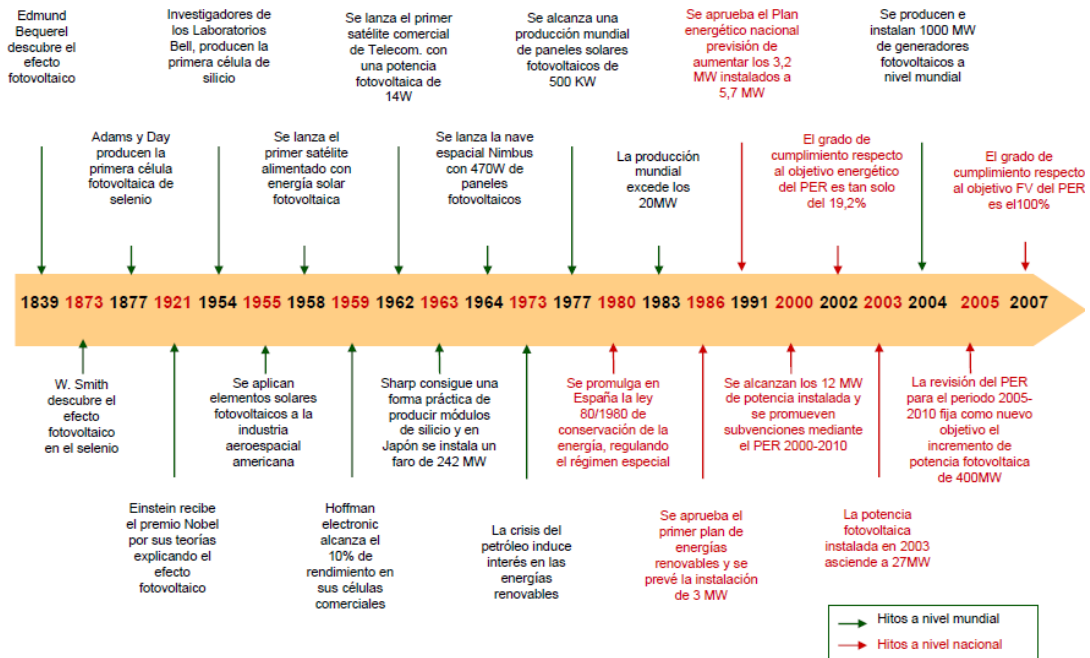 Edmund
Bequerel
descubre el
efecto
fotovoltaico
Investigadores de
los Laboratorios
Bell, producen la
primera célula de
silicio
Se lanza el primer
satélite comercial
de Telecom. con
una potencia
fotovoltaica de
14W
Se alcanza una
producción mundial
de paneles solares
fotovoltaicos de
500 KW
Se aprueba el Plan
energético nacional
previsión de
aumentar los 3,2
MW instalados a
5,7 MW
Se producen e
instalan 1000 MW
de generadores
fotovoltaicos a
nivel mundial
Adams y Day
producen la
primera célula
fotovoltaica de
selenio
Se lanza el
primer satélite
alimentado con
energía solar
fotovoltaica
Se lanza la nave
espacial Nimbus
con 470W de
paneles
fotovoltaicos
La producción
mundial
excede los
20MW
El grado de
cumplimiento respecto
al objetivo energético
del PER es tan solo
del 19,2%
El grado de
cumplimiento respecto
al objetivo FV del PER
es el100%
1839 1873 1877 1921 1954 1955 1958 1959 1962 1963 1964 1973 1977 1980 1983 1986 1991 2000 2002 2003 2004 2005 2007
W. Smith
descubre el
efecto
fotovoltaico
en el selenio
Se aplican
elementos solares
fotovoltaicos a la
industria
aeroespacial
americana
Sharp consigue una
forma práctica de
producir módulos
de silicio y en
Japón se instala un
faro de 242 MW
Se promulga en
España la ley
80/1980 de
conservación de la
energía, regulando
el régimen especial
Se alcanzan los 12 MW
de potencia instalada y
se promueven
subvenciones mediante
el PER 2000-2010
La revisión del PER
para el periodo 2005-
2010 fija como nuevo
objetivo el
incremento de
potencia fotovoltaica
de 400MW
Einstein recibe
el premio Nobel
por sus teorías
explicando el
efecto
fotovoltaico
Hoffman
electronic
alcanza el
10% de
rendimiento en
sus células
comerciales
La crisis del
petróleo induce
interés en las
energías
renovables
Se aprueba el
primer plan de
energías
renovables y se
prevé la instalación
de 3 MW
La potencia
fotovoltaica
instalada en 2003
asciende a 27MW
Hitos a nivel mundial
Hitos a nivel nacional